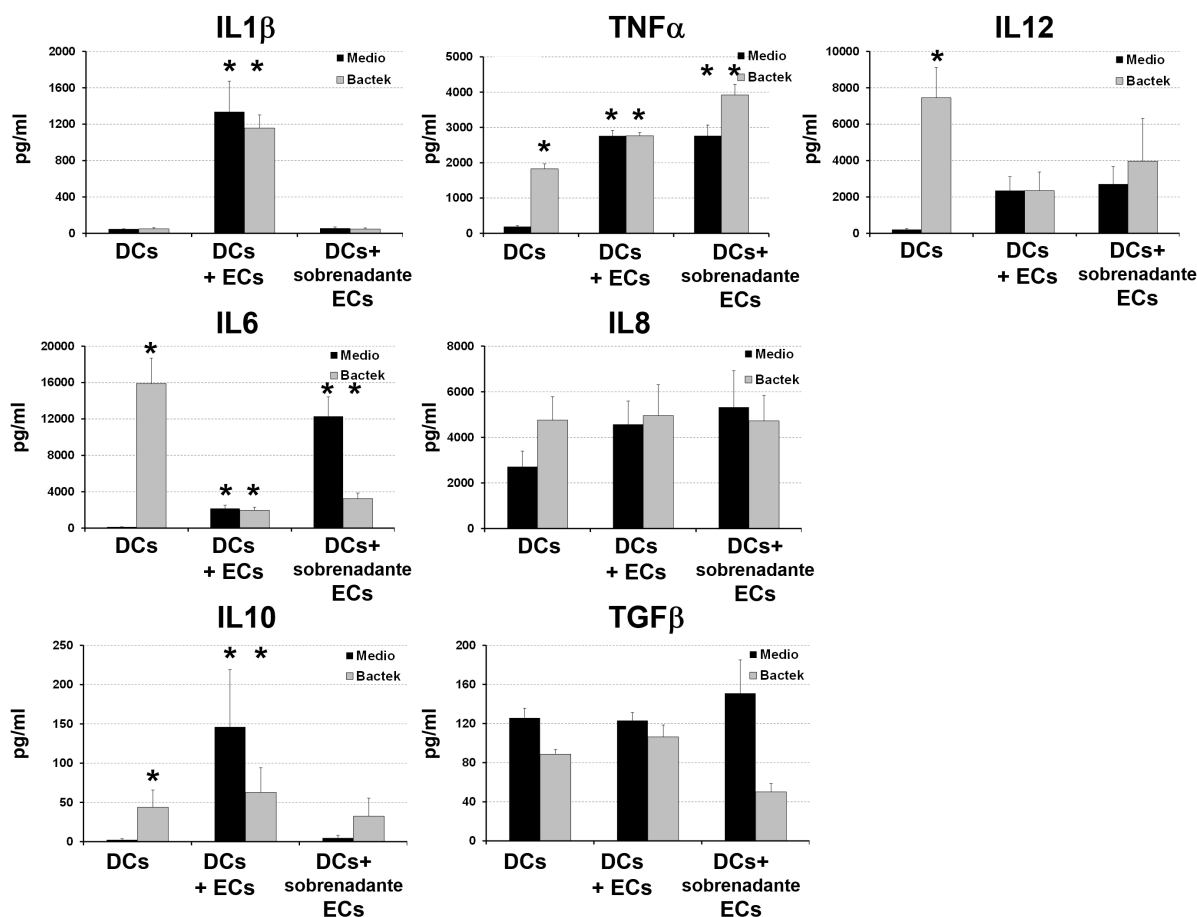 IL1β
2000
1600
1200
800
400
0
pg/ml
Medio
Bactek
* *
DCs
DCs
+ ECs
DCs+
sobrenadante
ECs
TNFα
5000
4000
3000
2000
1000
0
pg/ml
Medio
Bactek
*
* *
* *
DCs
DCs
+ ECs
DCs+
sobrenadante
ECs
IL12
10000
8000
6000
4000
2000
0
pg/ml
Medio
Bactek
*
DCs
DCs
+ ECs
DCs+
sobrenadante
ECs
IL6
20000
16000
12000
8000
4000
0
pg/ml
Medio
Bactek
*
* *
* *
DCs
DCs
+ ECs
DCs+
sobrenadante
ECs
IL8
8000
6000
4000
2000
0
pg/ml
Medio
Bactek
DCs
DCs
+ ECs
DCs+
sobrenadante
ECs
IL10
250
200
150
100
50
0
pg/ml
Medio
Bactek
*
* *
DCs
DCs
+ ECs
DCs+
sobrenadante
ECs
TGFβ
200
160
120
80
40
0
pg/ml
Medio
Bactek
DCs
DCs
+ ECs
DCs+
sobrenadante
ECs